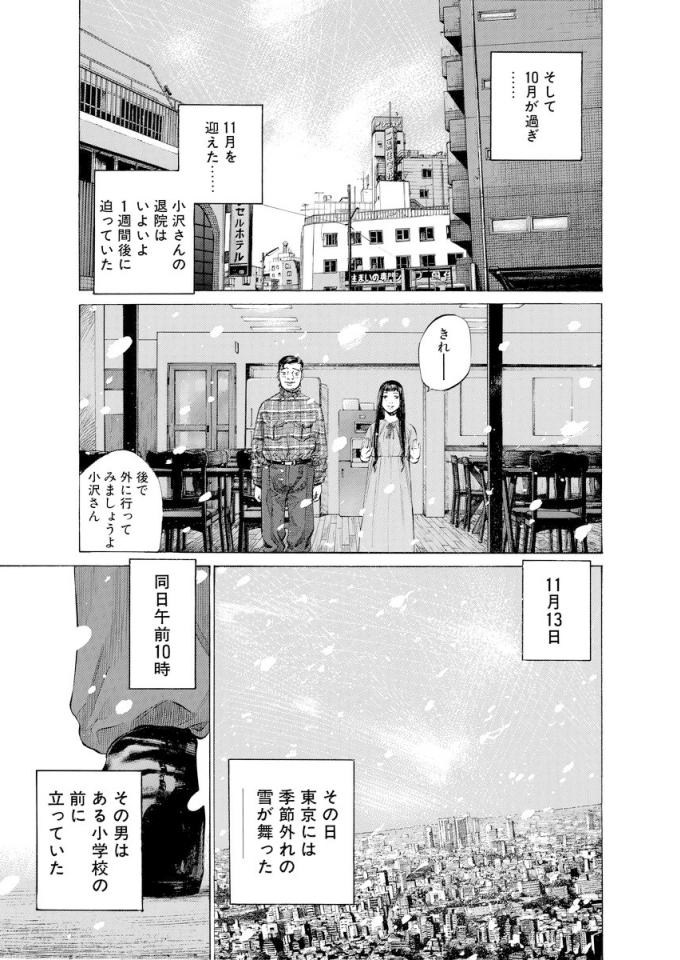 そして
10月が過ぎ
……
11月を
迎えた……
小沢さんの
退院は
いよいよ
1週間後に
迫っていた
セルホテル
きれ――
後で
外に行って
みましょうよ
小沢さん
11月13日
その日
東京には
季節外れの
雪が舞った
――
同日午前10時
その男は
ある小学校の
前に
立っていた